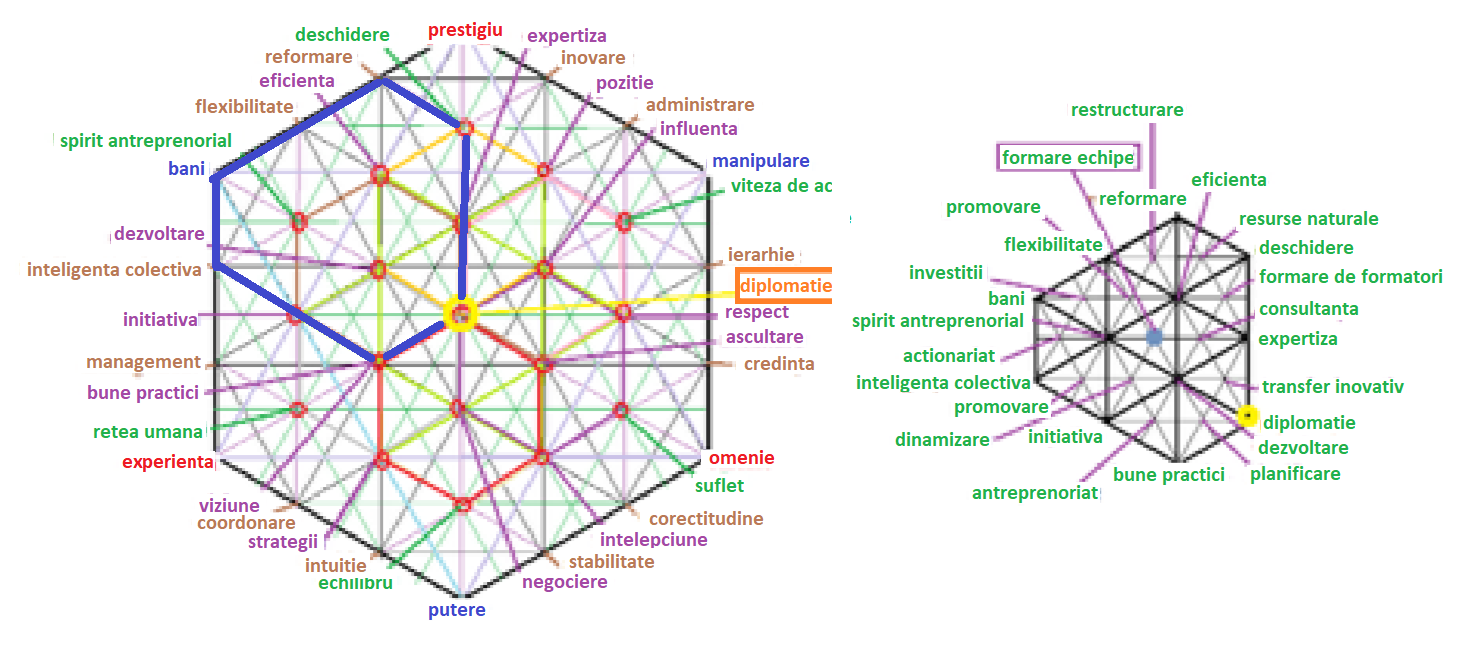 prestigiu
deschidere
expertiza
reformare
inovare
eficienta
pozitie
flexibilitate
administrare
influenta
spirit antreprenorial
bani
manipulare
viteza de ac
dezvoltare
ierarhie
inteligenta colectiva
diplomatie
initiativa
respect
ascultare
management
credinta
bune practici
retea umana
experienta
omenie
suflet
viziune
coordonare
corectitudine
strategii
intelepciune
intuitie
stabilitate
echilibru
negociere
putere
restructurare
formare echipe
eficienta
reformare
promovare
resurse naturale
flexibilitate
deschidere
investitii
formare de formatori
bani
consultanta
spirit antreprenorial
expertiza
actionariat
inteligenta colectiva
transfer inovativ
promovare
diplomatie
dinamizare
initiativa
dezvoltare
bune practici
planificare
antreprenoriat